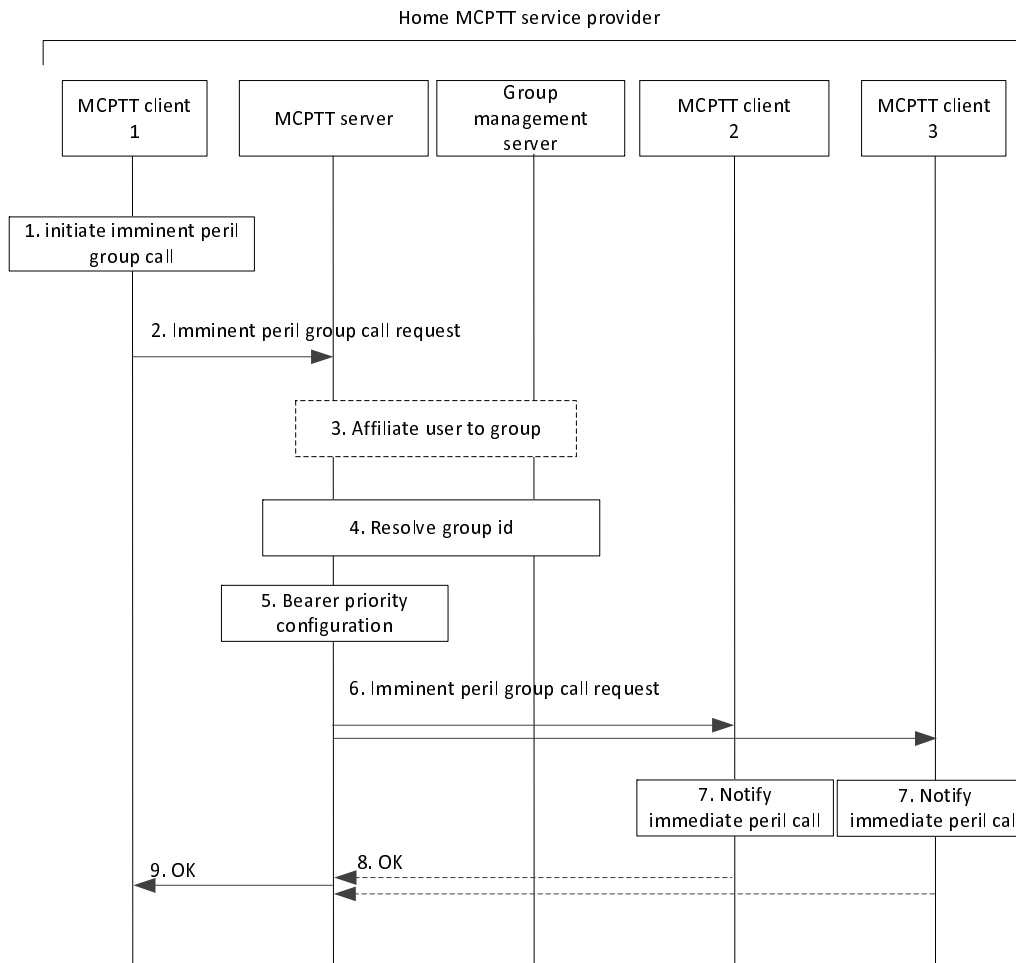 Home MCPTT service provider
MCPTT client
1
MCPTT server
Group
management
server
MCPTT client
2
MCPTT client
3
1. initiate imminent peril
group call
2. Imminent peril group call request
3. Affiliate user to group
4. Resolve group id
5. Bearer priority
configuration
6. Imminent peril group call request
7. Notify
immediate peril call
7. Notify
immediate peril call
8. OK
9. OK